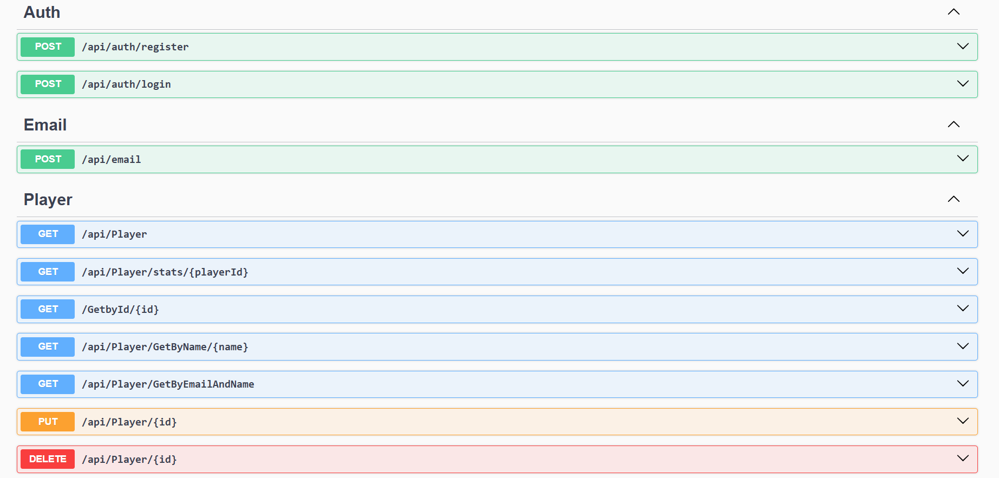 Auth
POST /api/auth/register
POST /api/auth/login
Email
POST /api/email
Player
GET /api/Player
GET /api/Player/stats/{playerId}
GET /GetbyId/{id}
GET /api/Player/GetByName/{name}
GET /api/Player/GetByEmailAndName
PUT /api/Player/{id}
DELETE /api/Player/{id}